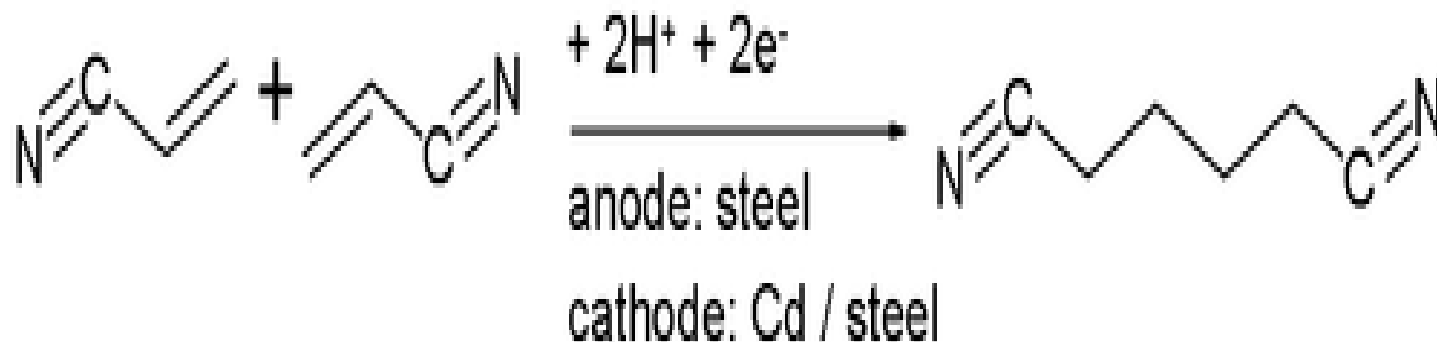 + 2H⁺ + 2e⁻
N C + C N
N C C N
anode: steel
cathode: Cd / steel